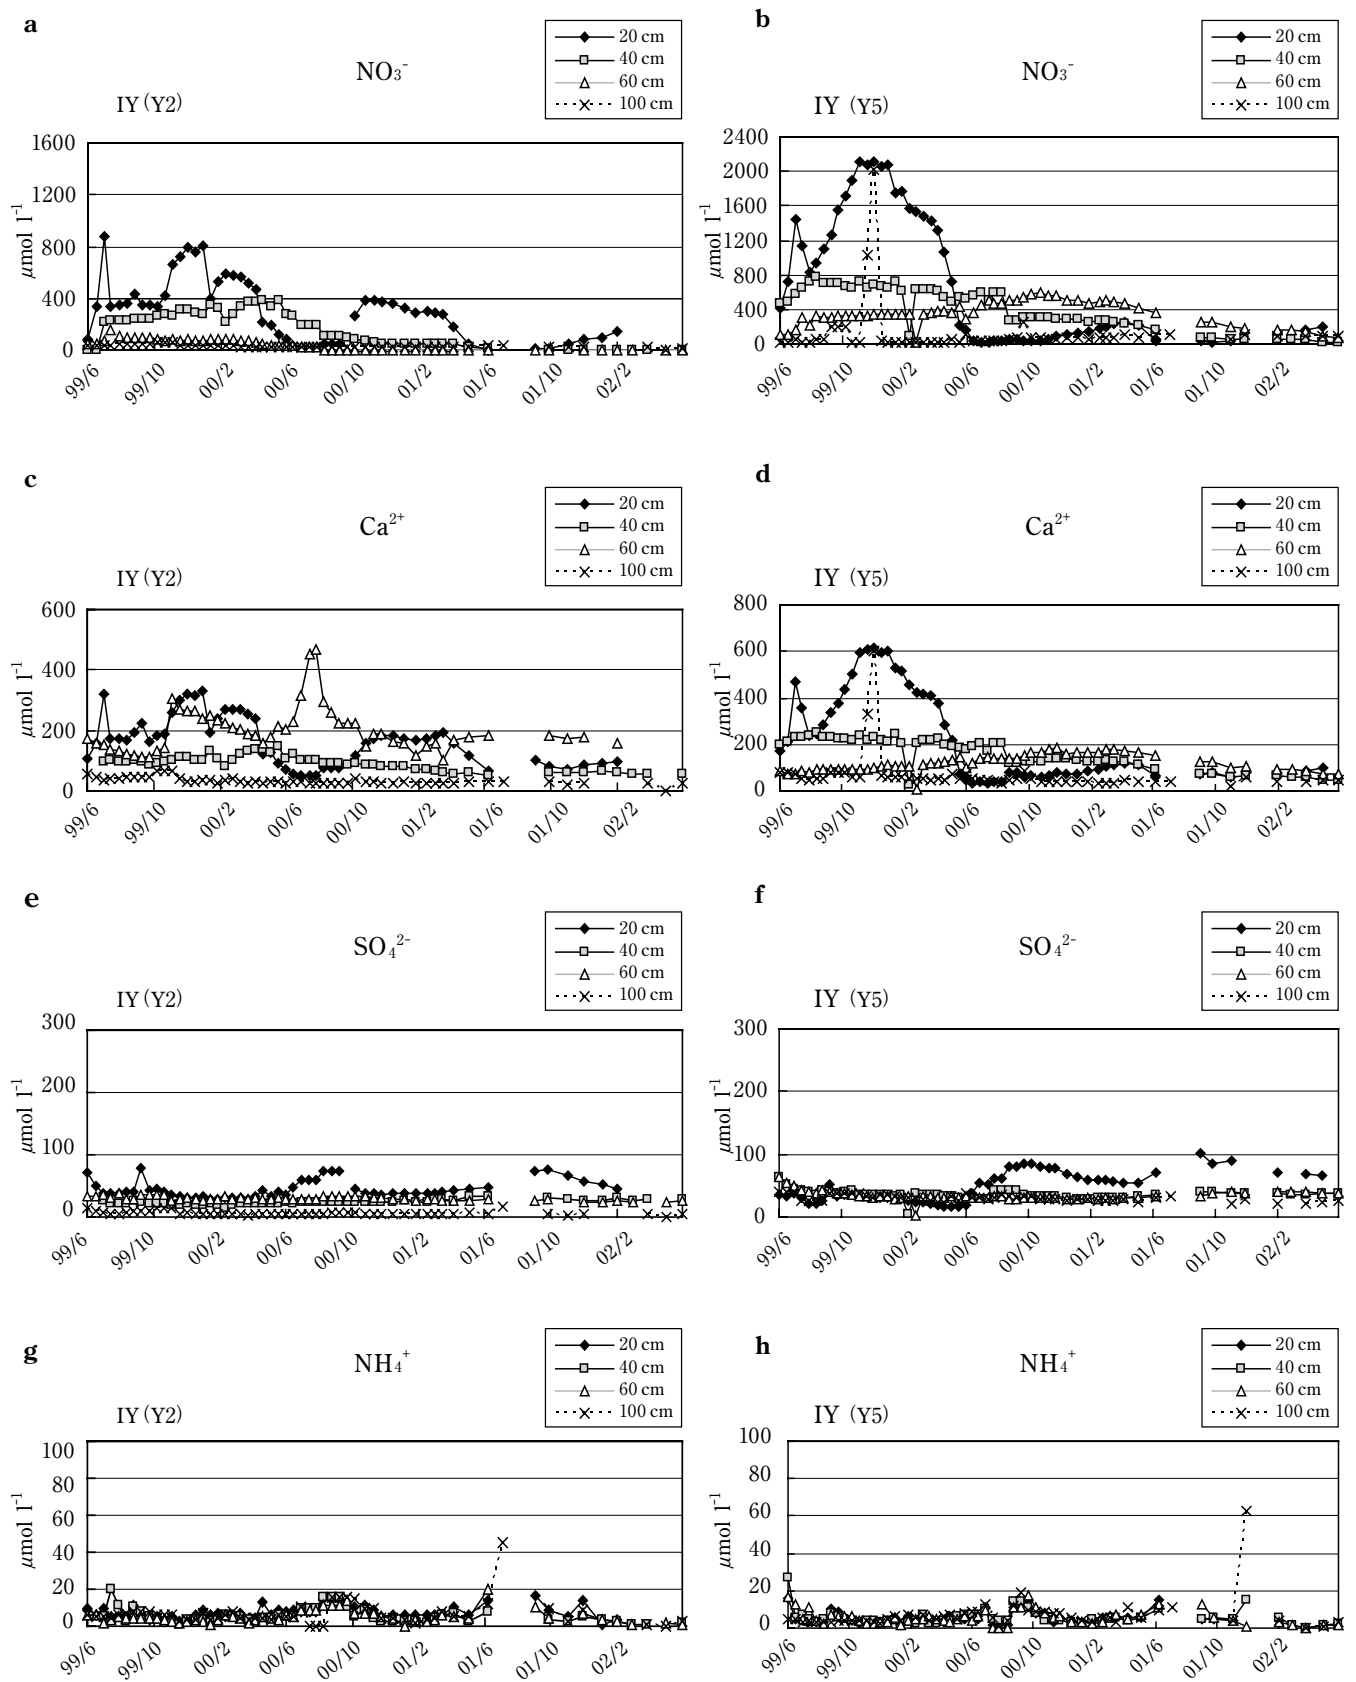 a
NO₃⁻
IY (Y2)
20 cm
40 cm
60 cm
100 cm
µmol l⁻¹
1600
1200
800
400
0
99/6
99/10
00/2
00/6
00/10
01/2
01/6
01/10
02/2
b
NO₃⁻
IY (Y5)
20 cm
40 cm
60 cm
100 cm
2400
2000
1600
1200
800
400
0
99/6
99/10
00/2
00/6
00/10
01/2
01/6
01/10
02/2
c
Ca²⁺
IY (Y2)
20 cm
40 cm
60 cm
100 cm
µmol l⁻¹
600
400
200
0
99/6
99/10
00/2
00/6
00/10
01/2
01/6
01/10
02/2
d
Ca²⁺
IY (Y5)
20 cm
40 cm
60 cm
100 cm
µmol l⁻¹
800
600
400
200
0
99/6
99/10
00/2
00/6
00/10
01/2
01/6
01/10
02/2
e
SO₄²⁻
IY (Y2)
20 cm
40 cm
60 cm
100 cm
µmol l⁻¹
300
200
100
0
99/6
99/10
00/2
00/6
00/10
01/2
01/6
01/10
02/2
f
SO₄²⁻
IY (Y5)
20 cm
40 cm
60 cm
100 cm
µmol l⁻¹
300
200
100
0
99/6
99/10
00/2
00/6
00/10
01/2
01/6
01/10
02/2
g
NH₄⁺
IY (Y2)
20 cm
40 cm
60 cm
100 cm
µmol l⁻¹
100
80
60
40
20
0
99/6
99/10
00/2
00/6
00/10
01/2
01/6
01/10
02/2
h
NH₄⁺
IY (Y5)
20 cm
40 cm
60 cm
100 cm
µmol l⁻¹
100
80
60
40
20
0
99/6
99/10
00/2
00/6
00/10
01/2
01/6
01/10
02/2
µmol l⁻¹